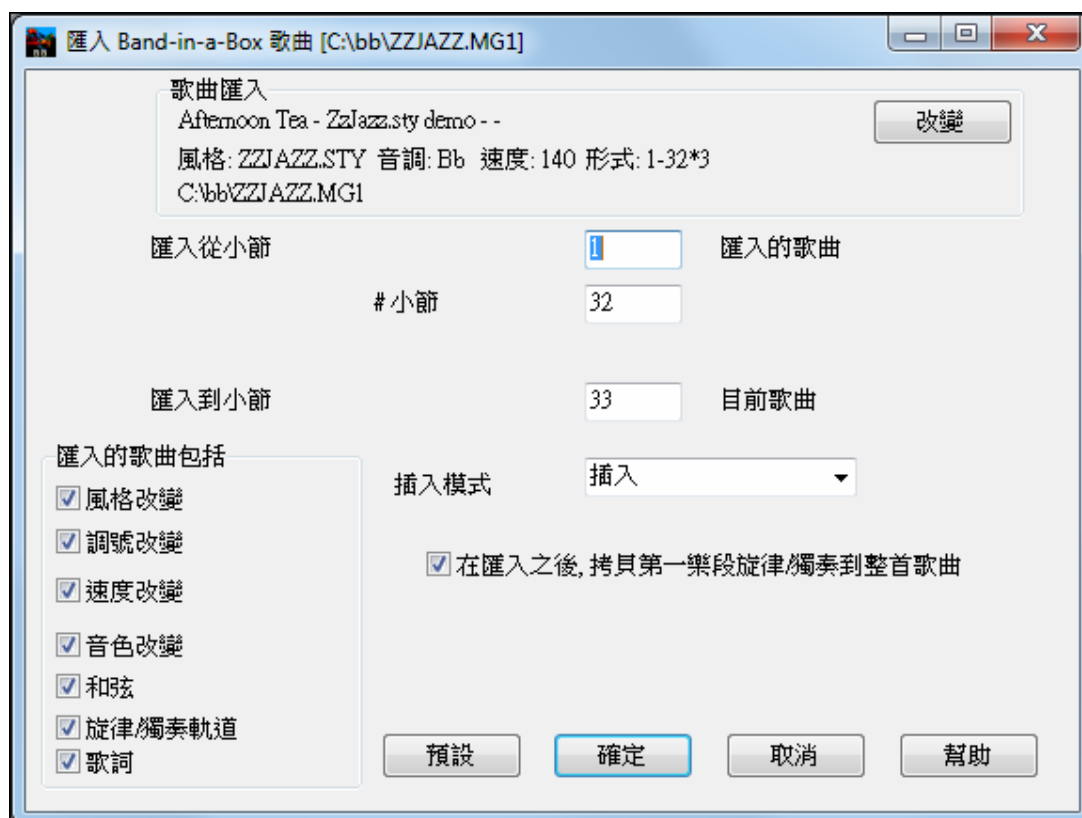 匯入 Band-in-a-Box 歌曲 [C:\bb\ZZJAZZ.MG1]
歌曲匯入
Afternoon Tea - ZzJazz.sty demo - -
改變
風格: ZZJAZZ.STY 音調: Bb 速度: 140 形式: 1-32*3
C:\bb\ZZJAZZ.MG1
匯入從小節 1 匯入的歌曲
# 小節 32
匯入到小節 33 目前歌曲
匯入的歌曲包括
插入模式 插入
風格改變
調號改變
在匯入之後, 拷貝第一樂段旋律/獨奏到整首歌曲
速度改變
音色改變
和弦
旋律/獨奏軌道
歌詞
預設 確定 取消 幫助